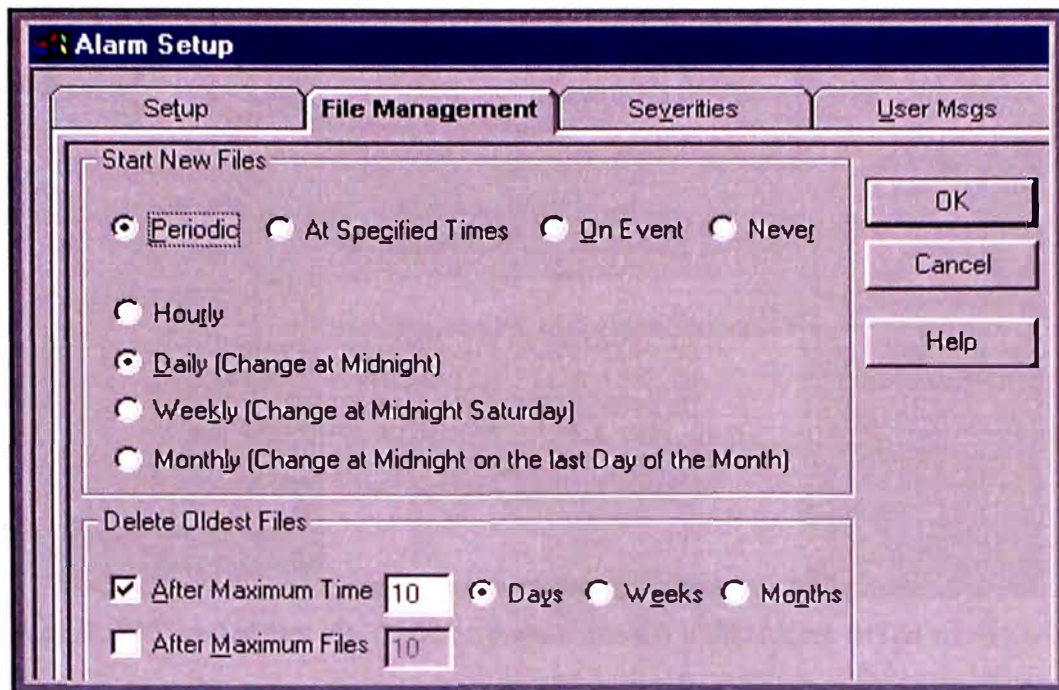 Alarm Setup
Setup File Management Severities User Msgs
Start New Files
Periodic At Specified Times On Event Never
OK
Cancel
Hourly
Help
Daily (Change at Midnight)
Weekly (Change at Midnight Saturday)
Monthly (Change at Midnight on the last Day of the Month)
Delete Oldest Files
After Maximum Time 10 Days Weeks Months
After Maximum Files 10